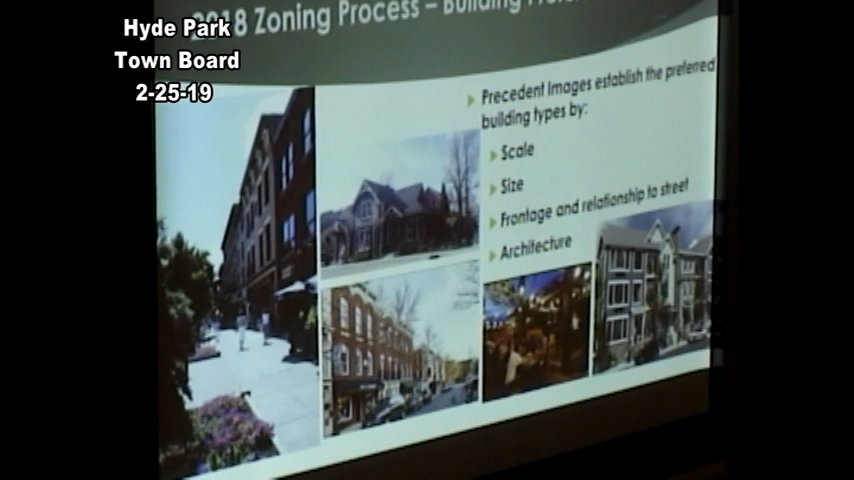 Hyde Park
Town Board
2-25-19
2018 Zoning Process – Building
Precedent Images establish the preferred
building types by:
Scale
Size
Frontage and relationship to street
Architecture